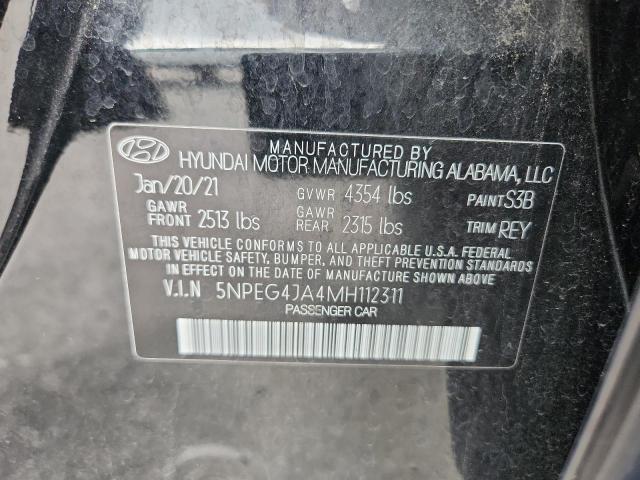 MANUFACTURED BY
HYUNDAI MOTOR MANUFACTURING ALABAMA, LLC
Jan/20/21 GVWR 4354 lbs PAINT S3B
GAWR FRONT 2513 lbs GAWR REAR 2315 lbs TRIM REY
THIS VEHICLE CONFORMS TO ALL APPLICABLE U.S.A. FEDERAL
MOTOR VEHICLE SAFETY, BUMPER, AND THEFT PREVENTION STANDARDS
IN EFFECT ON THE DATE OF MANUFACTURE SHOWN ABOVE.
V.I.N 5NPEG4JA4MH112311
PASSENGER CAR